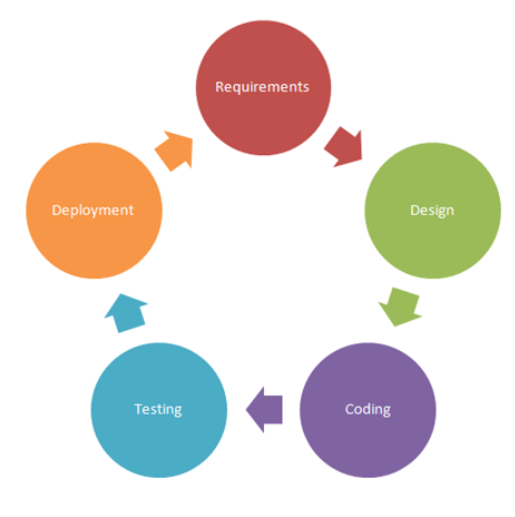 Requirements
Design
Coding
Testing
Deployment